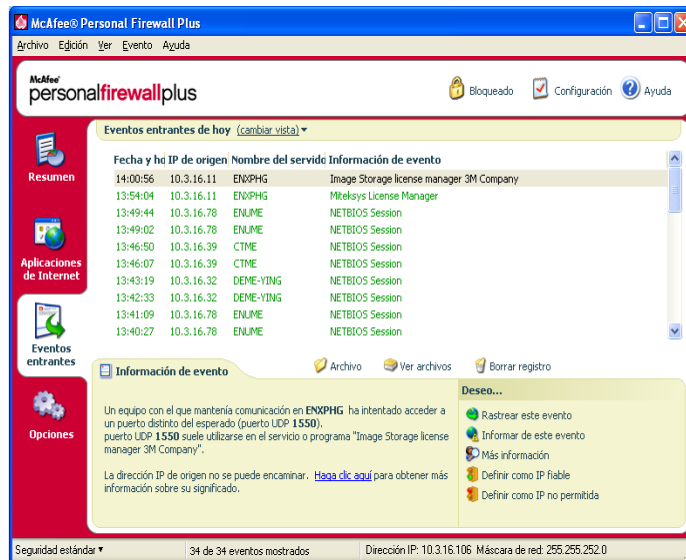 McAfee® Personal Firewall Plus
Archivo Edición Ver Evento Ayuda
McAfee®
personalfirewallplus
Bloqueado Configuración Ayuda
Eventos entrantes de hoy (cambiar vista)
Resumen
Aplicaciones
de Internet
Eventos
entrantes
Opciones
Fecha y ho IP de origen Nombre del servido Información de evento
14:00:56 10.3.16.11 ENXPHG Image Storage license manager 3M Company
13:54:04 10.3.16.11 ENXPHG Miteksys License Manager
13:49:44 10.3.16.78 ENUME NETBIOS Session
13:49:02 10.3.16.78 ENUME NETBIOS Session
13:46:50 10.3.16.39 CTME NETBIOS Session
13:46:07 10.3.16.39 CTME NETBIOS Session
13:43:19 10.3.16.32 DEME-YING NETBIOS Session
13:42:33 10.3.16.32 DEME-YING NETBIOS Session
13:41:09 10.3.16.78 ENUME NETBIOS Session
13:40:27 10.3.16.78 ENUME NETBIOS Session
Archivo Ver archivos Borrar registro
Información de evento
Un equipo con el que mantenía comunicación en ENXPHG ha intentado acceder a
un puerto distinto del esperado (puerto UDP 1550).
puerto UDP 1550 suele utilizarse en el servicio o programa "Image Storage license
manager 3M Company".
La dirección IP de origen no se puede encaminar. Haga clic aquí para obtener más
información sobre su significado.
Deseo...
Rastrear este evento
Informar de este evento
Más información
Definir como IP fiable
Definir como IP no permitida
Seguridad estándar 34 de 34 eventos mostrados Dirección IP: 10.3.16.106 Máscara de red: 255.255.252.0